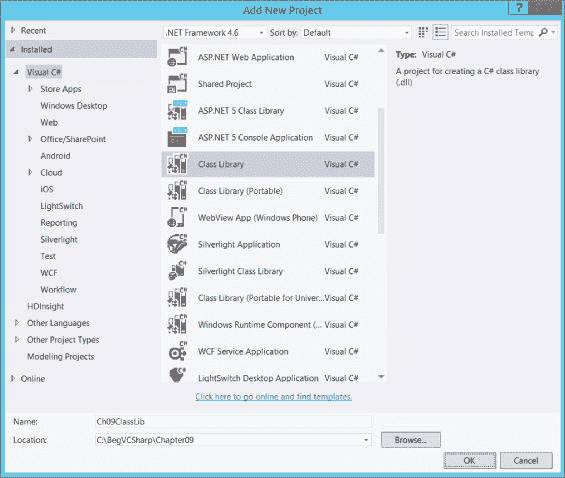 Add New Project
?
Recent
Installed
Visual C#
Store Apps
Windows Desktop
Web
Office/SharePoint
Android
Cloud
iOS
LightSwitch
Reporting
Silverlight
Test
WCF
Workflow
HDInsight
Other Languages
Other Project Types
Modeling Projects
Online
.NET Framework 4.6
Sort by: Default
Search Installed Temp
ASP.NET Web Application Visual C#
Shared Project Visual C#
ASP.NET 5 Class Library Visual C#
ASP.NET 5 Console Application Visual C#
Class Library Visual C#
Class Library (Portable) Visual C#
WebView App (Windows Phone) Visual C#
Silverlight Application Visual C#
Silverlight Class Library Visual C#
Class Library (Portable for Univer... Visual C#
Windows Runtime Component (... Visual C#
WCF Service Application Visual C#
LightSwitch Desktop Application Visual C#
Click here to go online and find templates.
Type: Visual C#
A project for creating a C# class library
(.dll)
Name: Ch09ClassLib
Location: C:\BegVCSharp\Chapter09
Browse...
OK Cancel